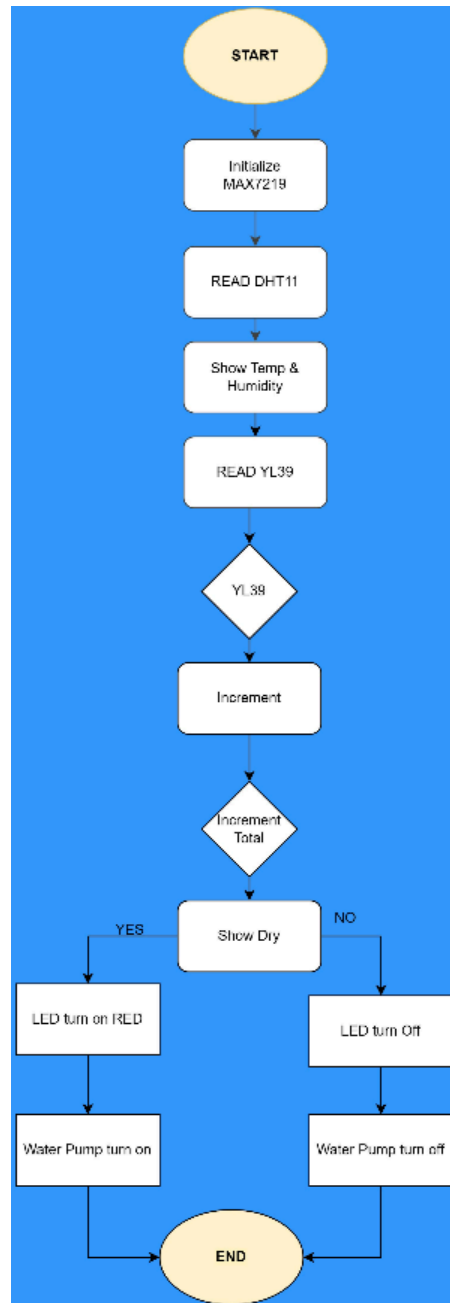 START
Initialize
MAX7219
READ DHT11
Show Temp &
Humidity
READ YL39
YL39
Increment
Increment
Total
Show Dry
YES
NO
LED turn on RED
LED turn Off
Water Pump turn on
Water Pump turn off
END